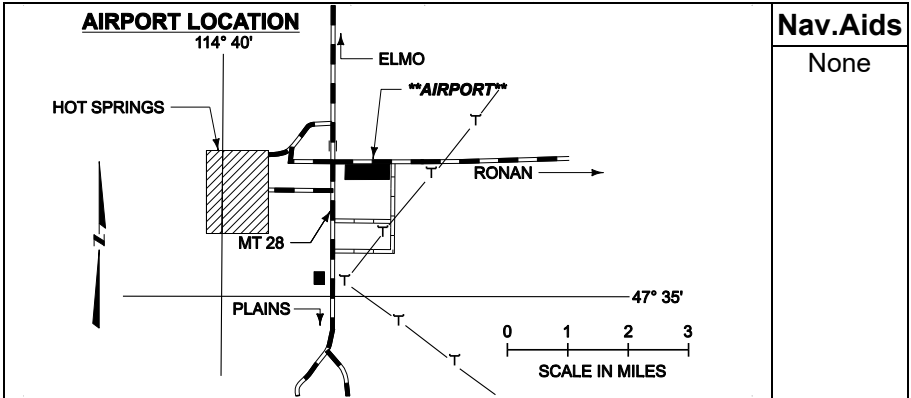 AIRPORT LOCATION
Nav.Aids
114° 40'
None
ELMO
**AIRPORT**
HOT SPRINGS
RONAN
N
MT 28
47° 35'
PLAINS
0 1 2 3
SCALE IN MILES